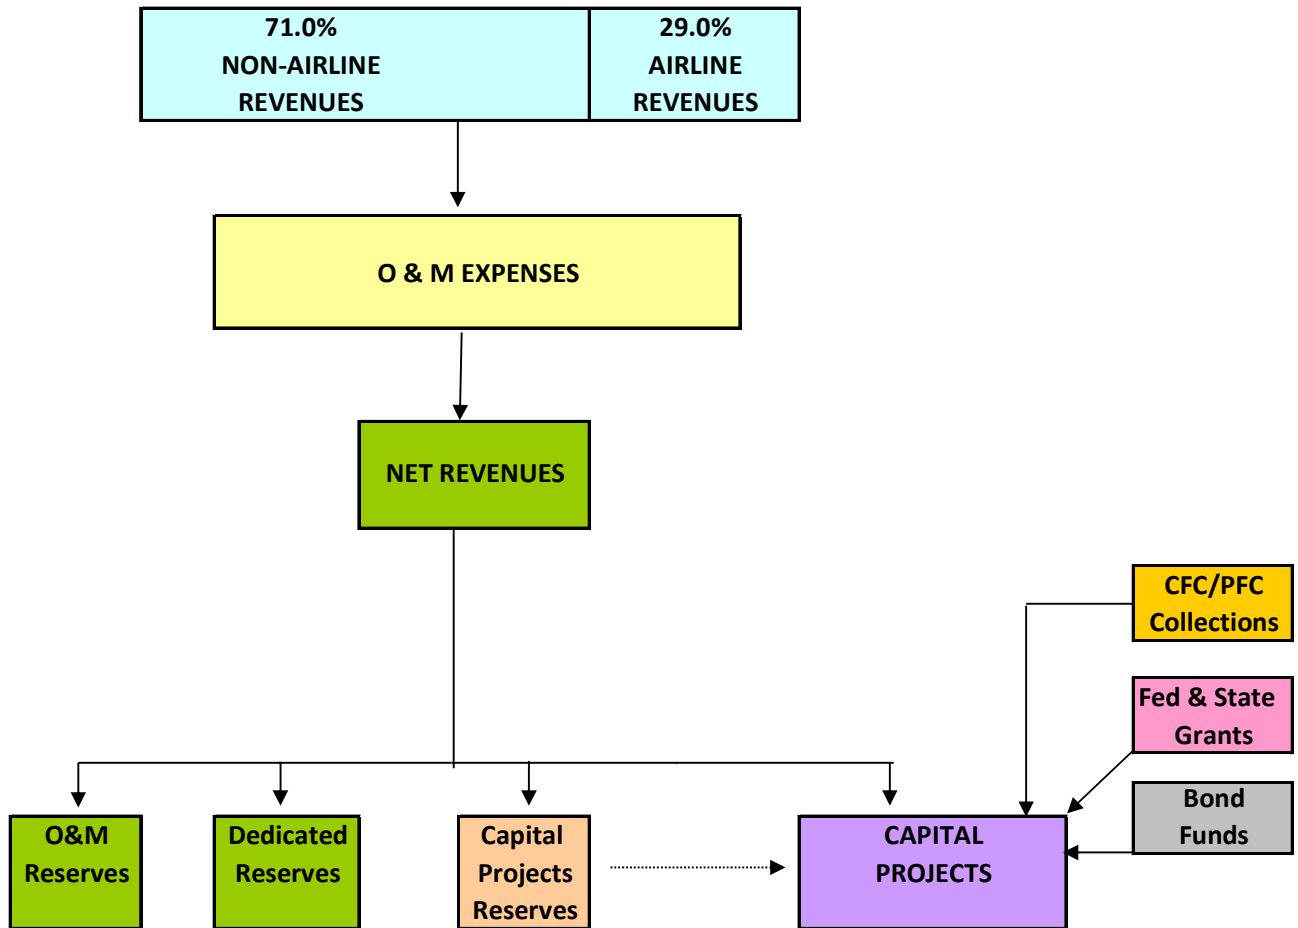 71.0%
NON-AIRLINE
REVENUES
29.0%
AIRLINE
REVENUES
O & M EXPENSES
NET REVENUES
CFC/PFC
Collections
Fed & State
Grants
Bond
Funds
O&M
Reserves
Dedicated
Reserves
Capital
Projects
Reserves
CAPITAL
PROJECTS